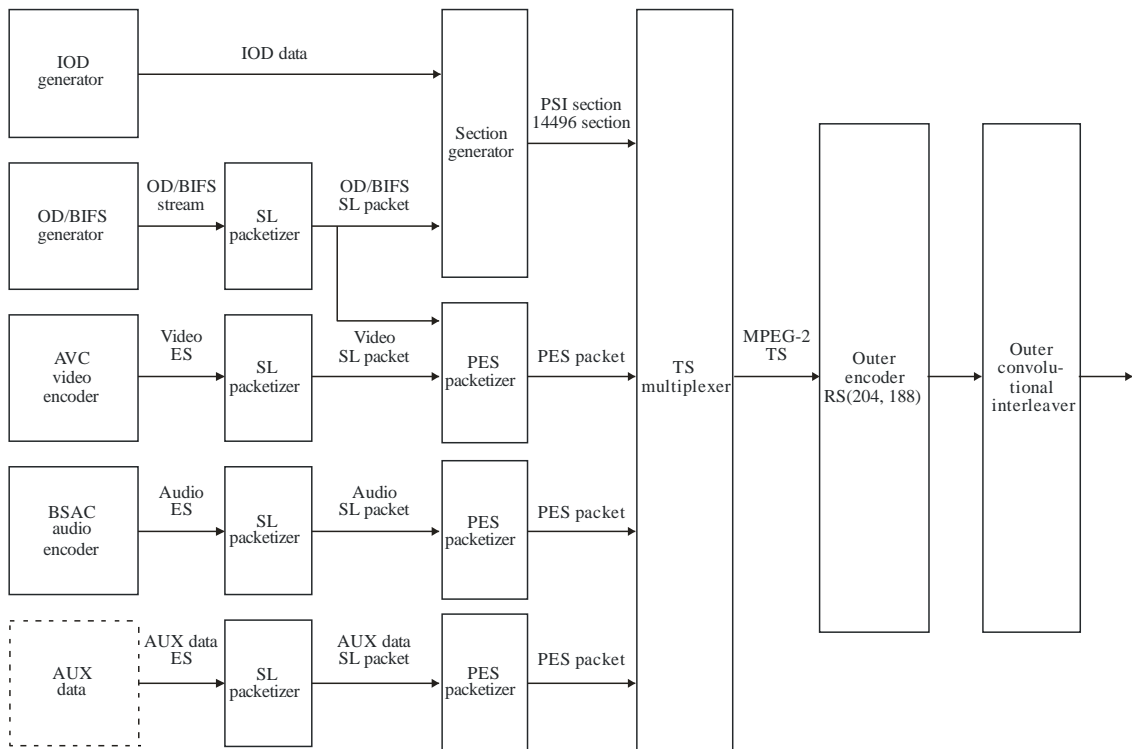 IOD
generator
IOD data
Section
generator
PSI section
14496 section
OD/BIFS
generator
OD/BIFS
stream
SL
packetizer
OD/BIFS
SL packet
AVC
video
encoder
Video
ES
SL
packetizer
Video
SL packet
PES
packetizer
PES packet
BSAC
audio
encoder
Audio
ES
SL
packetizer
Audio
SL packet
PES
packetizer
PES packet
AUX
data
AUX data
ES
SL
packetizer
AUX data
SL packet
PES
packetizer
PES packet
TS
multiplexer
MPEG-2
TS
Outer
encoder
RS(204, 188)
Outer
convolu-
tional
interleaver